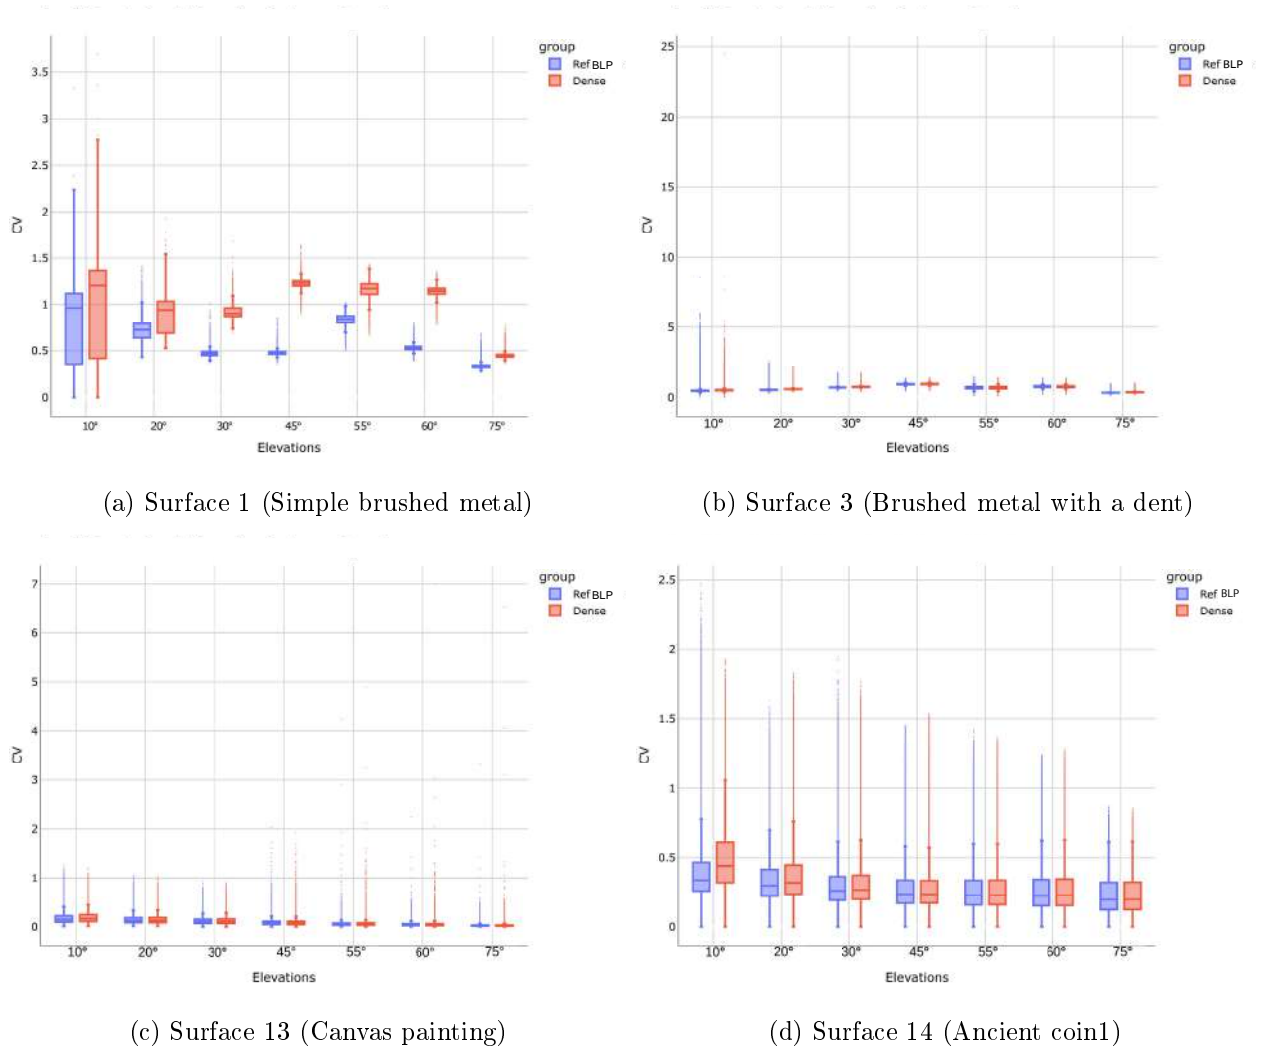 group
Ref BLP
Dense
3.5
3
2.5
2
1.5
1
0.5
0
CV
10° 20° 30° 45° 55° 60° 75°
Elevations
(a) Surface 1 (Simple brushed metal)
group
Ref BLP
Dense
25
20
15
10
5
0
CV
10° 20° 30° 45° 55° 60° 75°
Elevations
(b) Surface 3 (Brushed metal with a dent)
group
Ref BLP
Dense
7
6
5
4
3
2
1
0
CV
10° 20° 30° 45° 55° 60° 75°
Elevations
(c) Surface 13 (Canvas painting)
group
Ref BLP
Dense
2.5
2
1.5
1
0.5
0
CV
10° 20° 30° 45° 55° 60° 75°
Elevations
(d) Surface 14 (Ancient coin1)